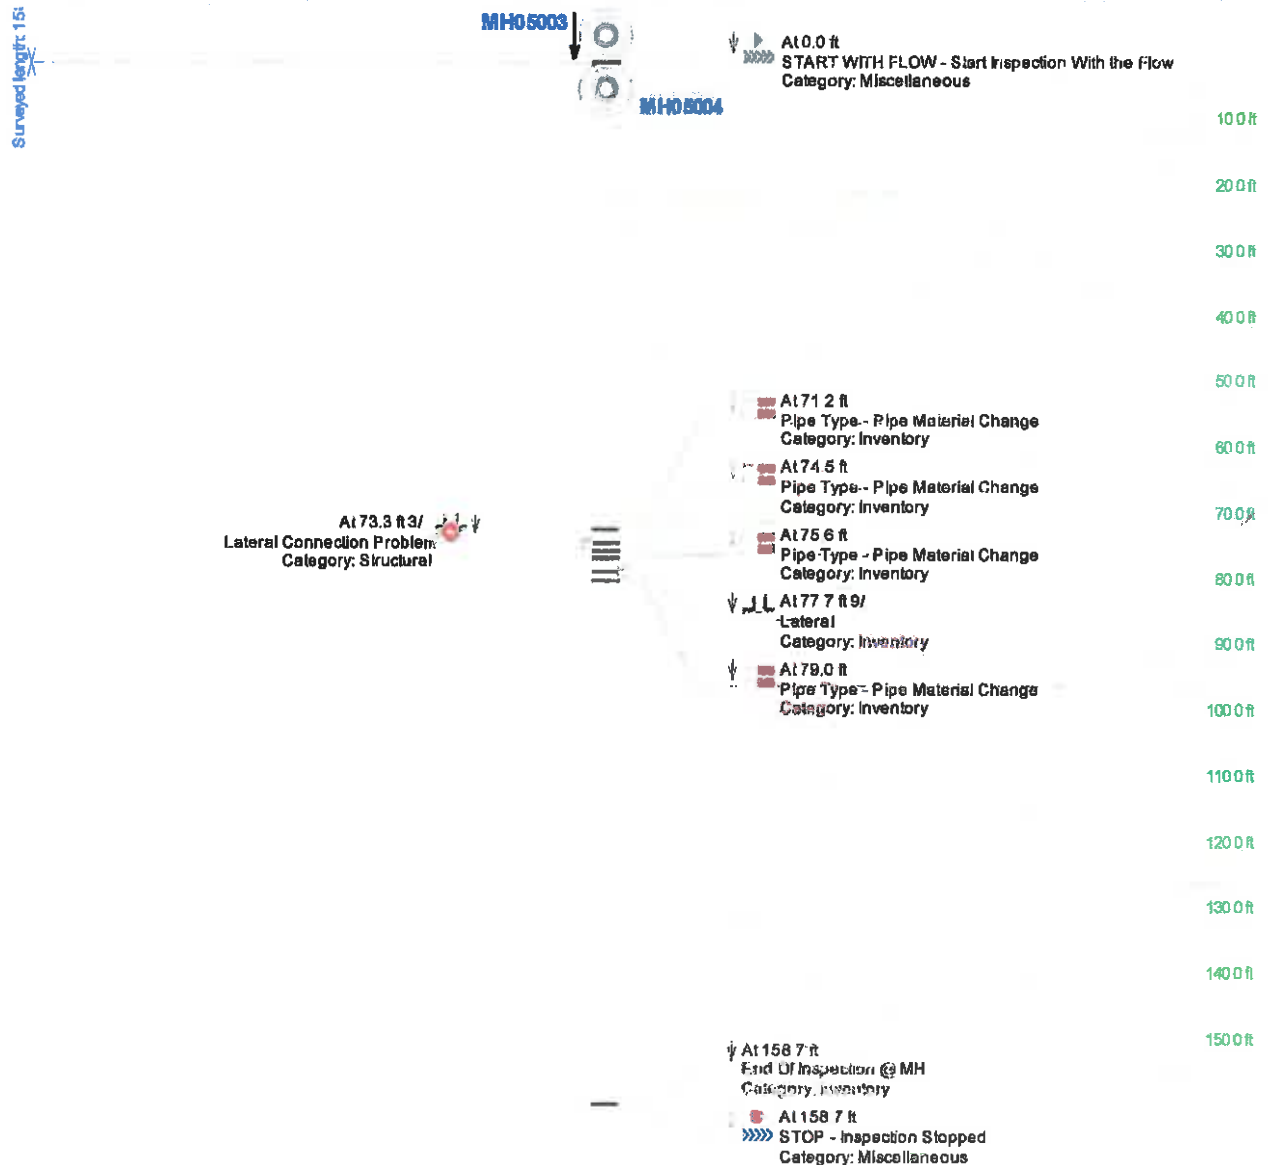 Surveyed length: 15
MH05003
At 0.0 ft
START WITH FLOW - Start Inspection With the Flow
Category: Miscellaneous
MH05004
10 0 ft
20 0 ft
30 0 ft
40 0 ft
50 0 ft
At 71 2 ft
Pipe Type - Pipe Material Change
Category: Inventory
60 0 ft
At 74.5 ft
Pipe Type - Pipe Material Change
Category: Inventory
70 0 ft
At 73.3 ft 3/
Lateral Connection Problem
Category: Structural
At 75 6 ft
Pipe Type - Pipe Material Change
Category: Inventory
80 0 ft
At 77 7 ft 9/
Lateral
Category: Inventory
90 0 ft
At 79.0 ft
Pipe Type - Pipe Material Change
Category: Inventory
100 0 ft
110 0 ft
120 0 ft
130 0 ft
140 0 ft
150 0 ft
At 158 7 ft
End Of Inspection @ MH
Category: Inventory
At 158 7 ft
STOP - Inspection Stopped
Category: Miscellaneous